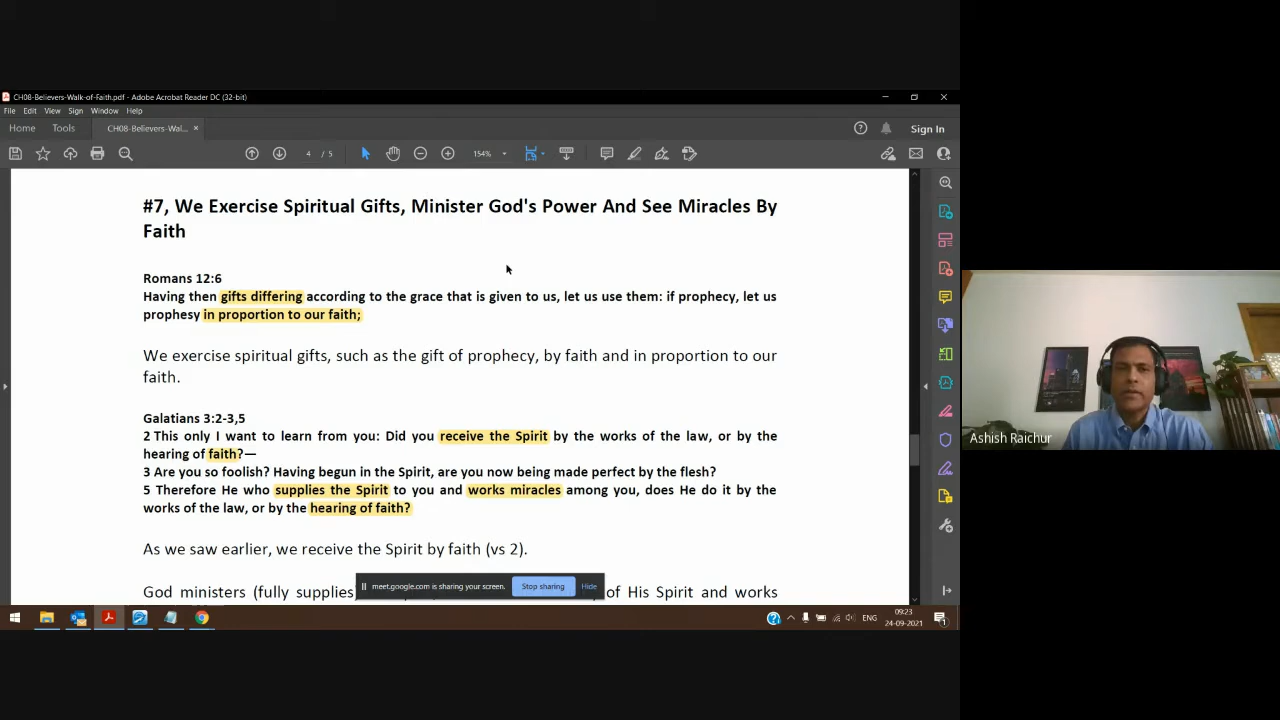 CH08-Believers-Walk-of-Faith.pdf - Adobe Acrobat Reader DC (32-bit)
File Edit View Sign Window Help
Home Tools CH08-Believers-Wal... × Sign In
4 / 5 154%
#7, We Exercise Spiritual Gifts, Minister God's Power And See Miracles By
Faith
Romans 12:6
Having then gifts differing according to the grace that is given to us, let us use them: if prophecy, let us
prophesy in proportion to our faith;
We exercise spiritual gifts, such as the gift of prophecy, by faith and in proportion to our
faith.
Galatians 3:2-3,5
2 This only I want to learn from you: Did you receive the Spirit by the works of the law, or by the
hearing of faith?—
3 Are you so foolish? Having begun in the Spirit, are you now being made perfect by the flesh?
5 Therefore He who supplies the Spirit to you and works miracles among you, does He do it by the
works of the law, or by the hearing of faith?
As we saw earlier, we receive the Spirit by faith (vs 2).
God ministers (fully supplies) of His Spirit and works
meet.google.com is sharing your screen. Stop sharing Hide
ENG
09:23
24-09-2021
Ashish Raichur